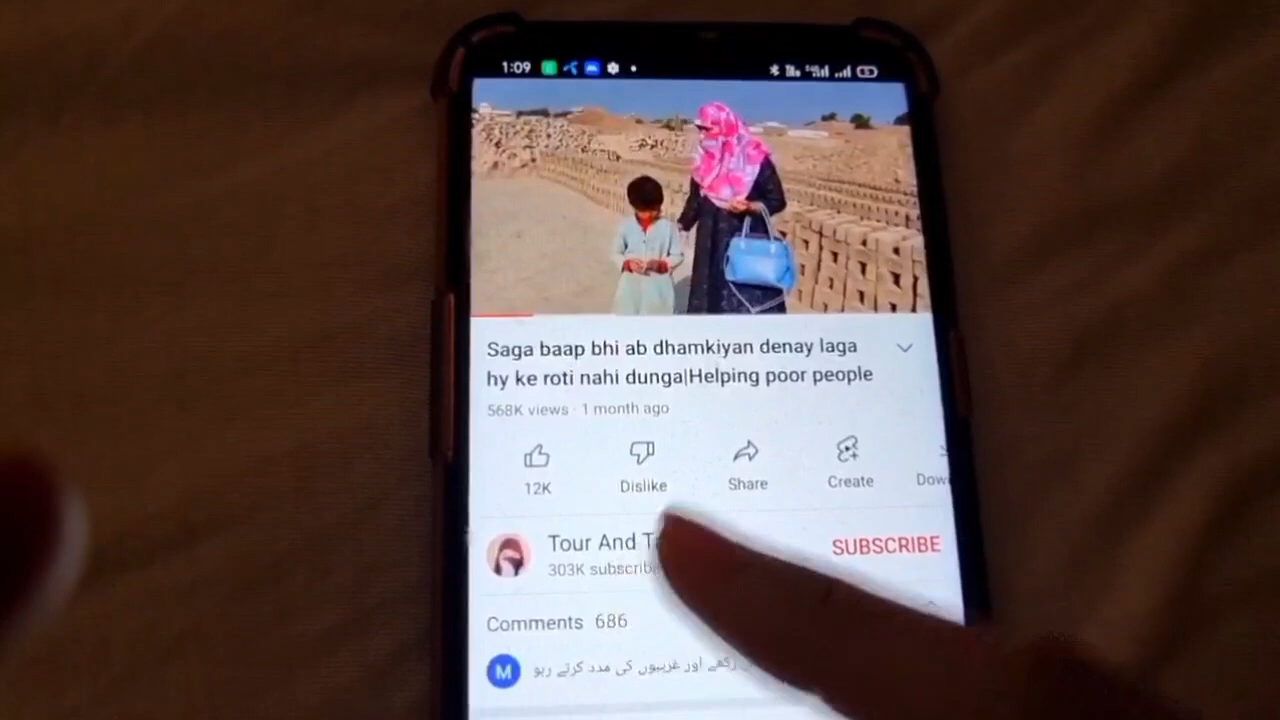 1:09
Saga baap bhi ab dhamkiyan denay laga
hy ke roti nahi dunga|Helping poor people
568K views · 1 month ago
12K
Dislike
Share
Create
Tour And
SUBSCRIBE
303K
Comments 686
M
رکھے اور غریبوں کی مدد کرتے رہو